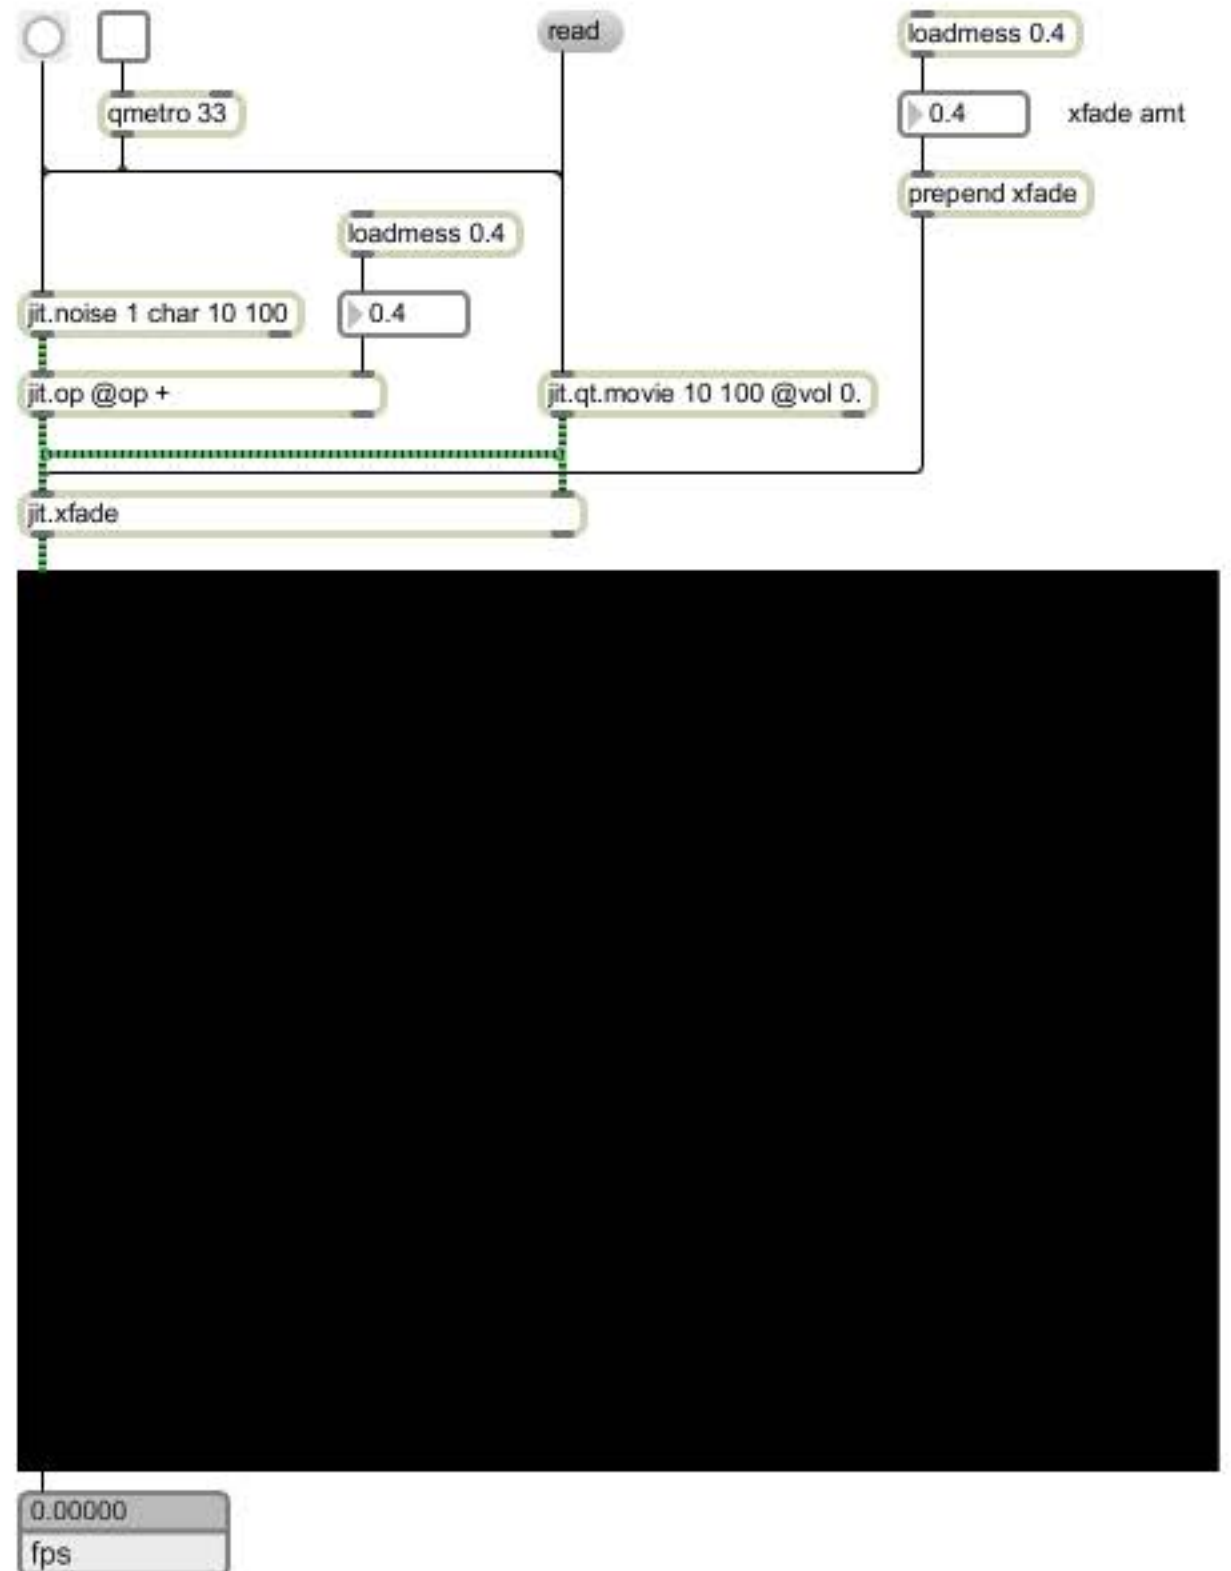 read
loadmess 0.4
qmetro 33
0.4
xfade amt
prepend xfade
loadmess 0.4
jit.noise 1 char 10 100
0.4
jit.op @op +
jit.qt.movie 10 100 @vol 0.
jit.xfade
0.00000
fps